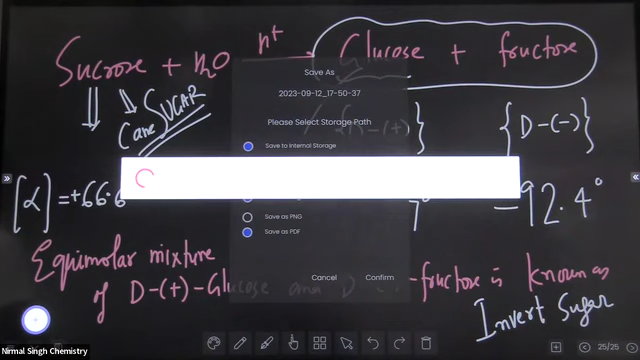 Sucrose + H2O H+ Glucose + fructose
Cane SUGAR
Save As
2023-09-12_17-50-37
Please Select Storage Path
Save to Internal Storage
{D-(-)}
[α] = +66.6
-92.4°
Save as PNG
Save as PDF
Equimolar mixture
of D-(+)-Glucose and D -fructose is known as
Invert Sugar
Cancel Confirm
25/25
Nirmal Singh Chemistry